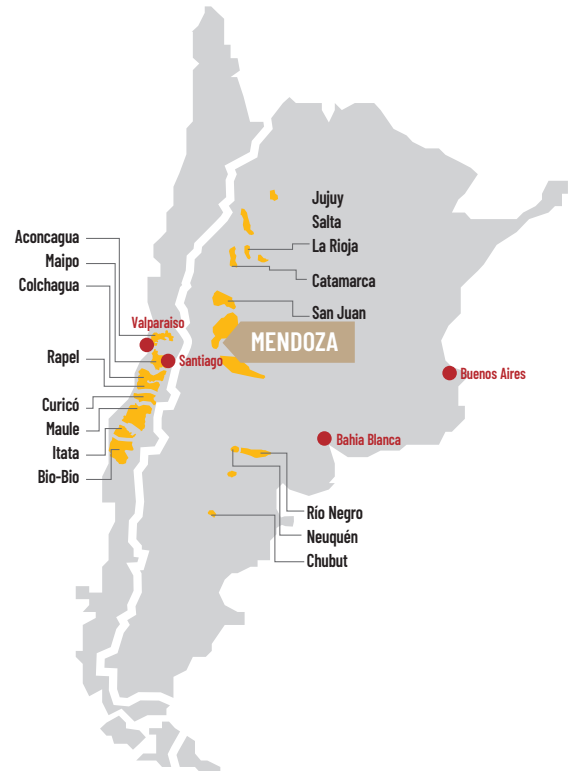 Jujuy
Salta
La Rioja
Catamarca
San Juan
MENDOZA
Aconcagua
Maipo
Colchagua
Valparaiso
Santiago
Rapel
Curicó
Maule
Itata
Bio-Bio
Buenos Aires
Bahia Blanca
Río Negro
Neuquén
Chubut